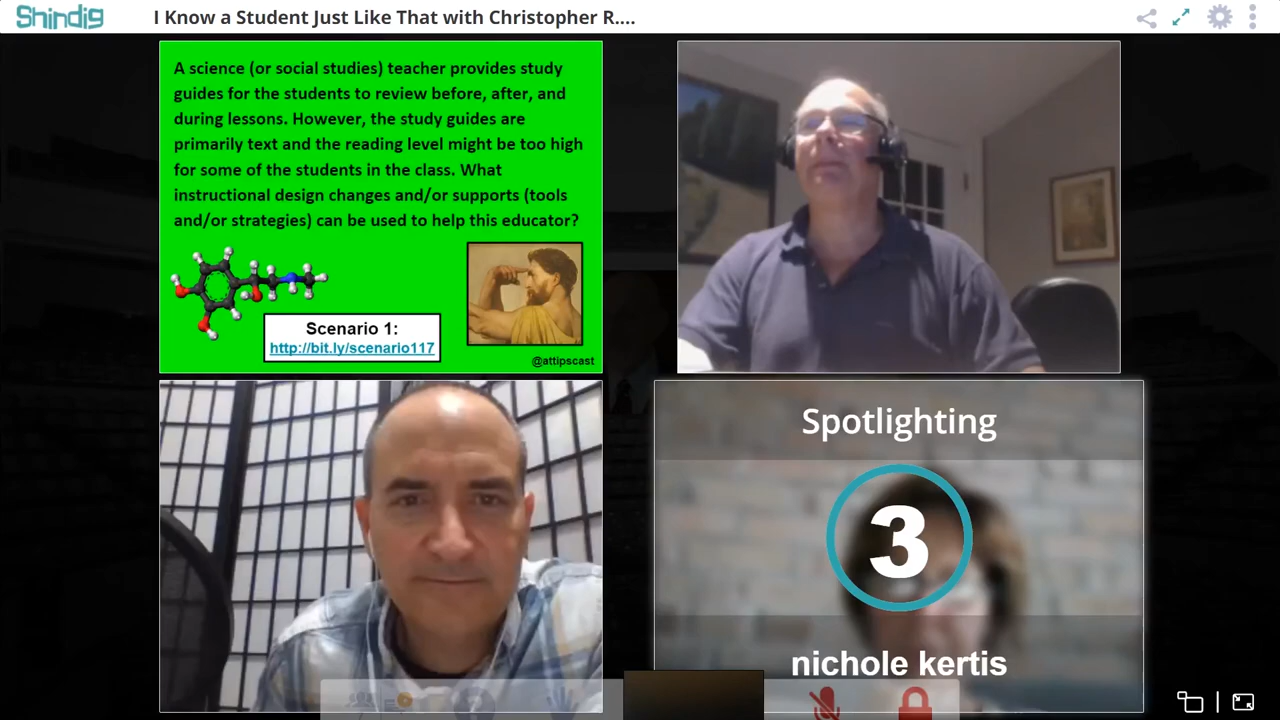 Shindig
I Know a Student Just Like That with Christopher R....
A science (or social studies) teacher provides study
guides for the students to review before, after, and
during lessons. However, the study guides are
primarily text and the reading level might be too high
for some of the students in the class. What
instructional design changes and/or supports (tools
and/or strategies) can be used to help this educator?
Scenario 1:
http://bit.ly/scenario117
@attipscast
Spotlighting
3
nichole kertis